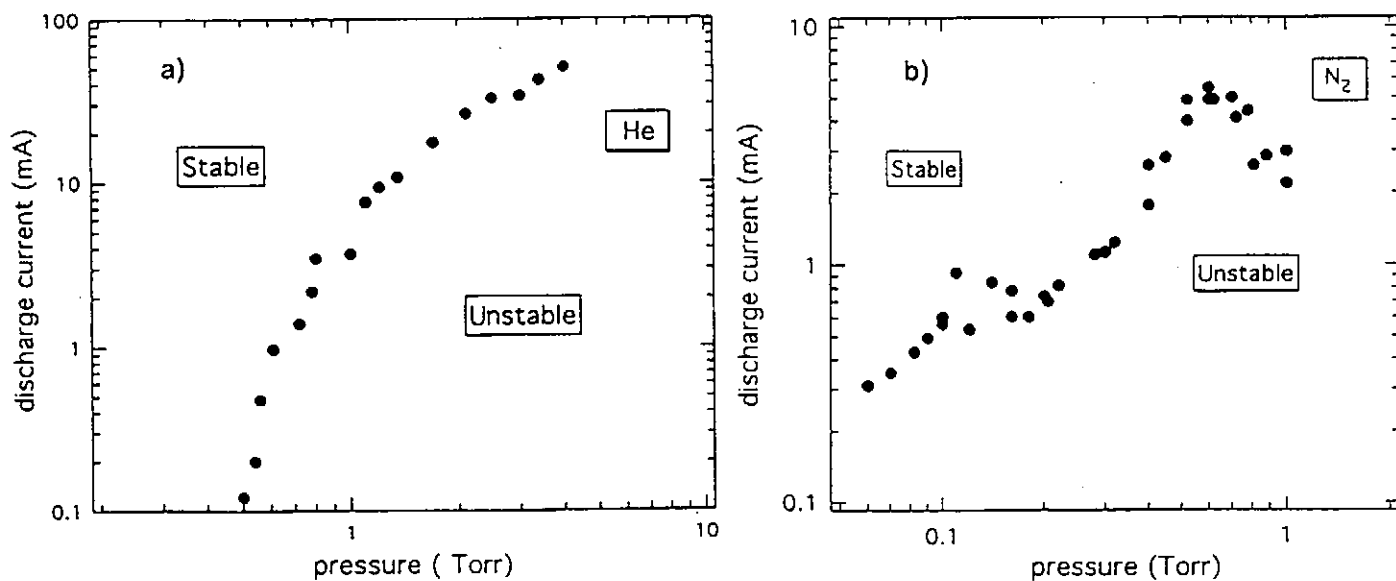 100
10
1
0.1
discharge current (mA)
a)
He
Stable
Unstable
1
10
pressure ( Torr)
10
1
0.1
discharge current (mA)
b)
N2
Stable
Unstable
0.1
1
pressure (Torr)